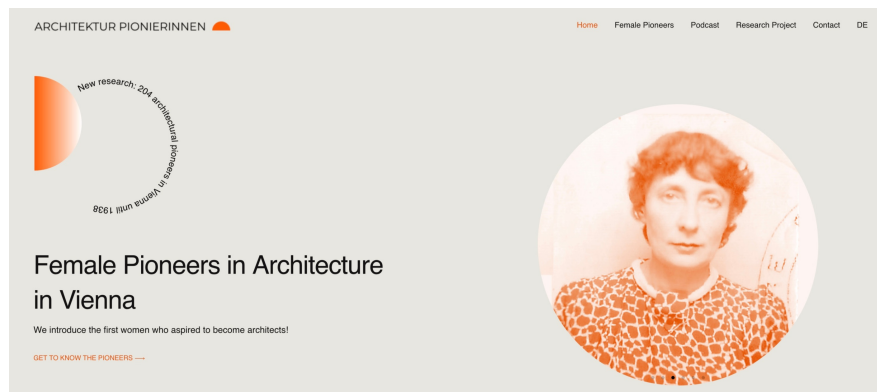 ARCHITEKTUR PIONIERINNEN
Home Female Pioneers Podcast Research Project Contact DE
New research: 204 architectural pioneers in Vienna until 1938
Female Pioneers in Architecture
in Vienna
We introduce the first women who aspired to become architects!
GET TO KNOW THE PIONEERS ⟶